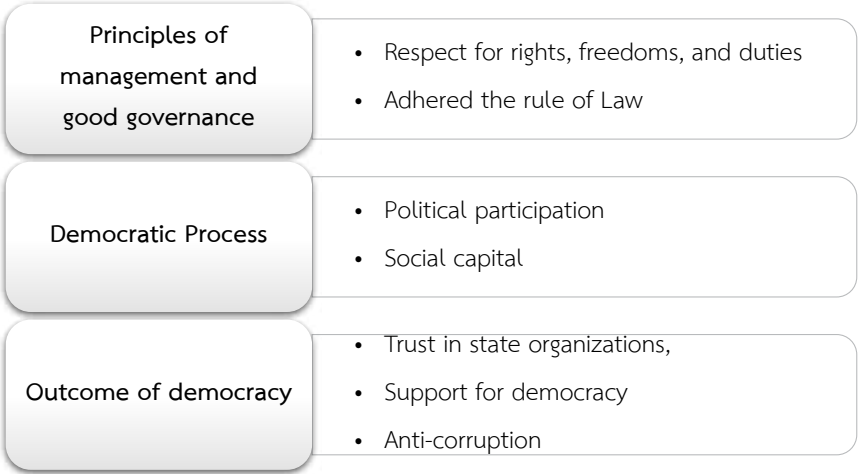 Principles of
management and
good governance
• Respect for rights, freedoms, and duties
• Adhered the rule of Law
Democratic Process
• Political participation
• Social capital
Outcome of democracy
• Trust in state organizations,
• Support for democracy
• Anti-corruption